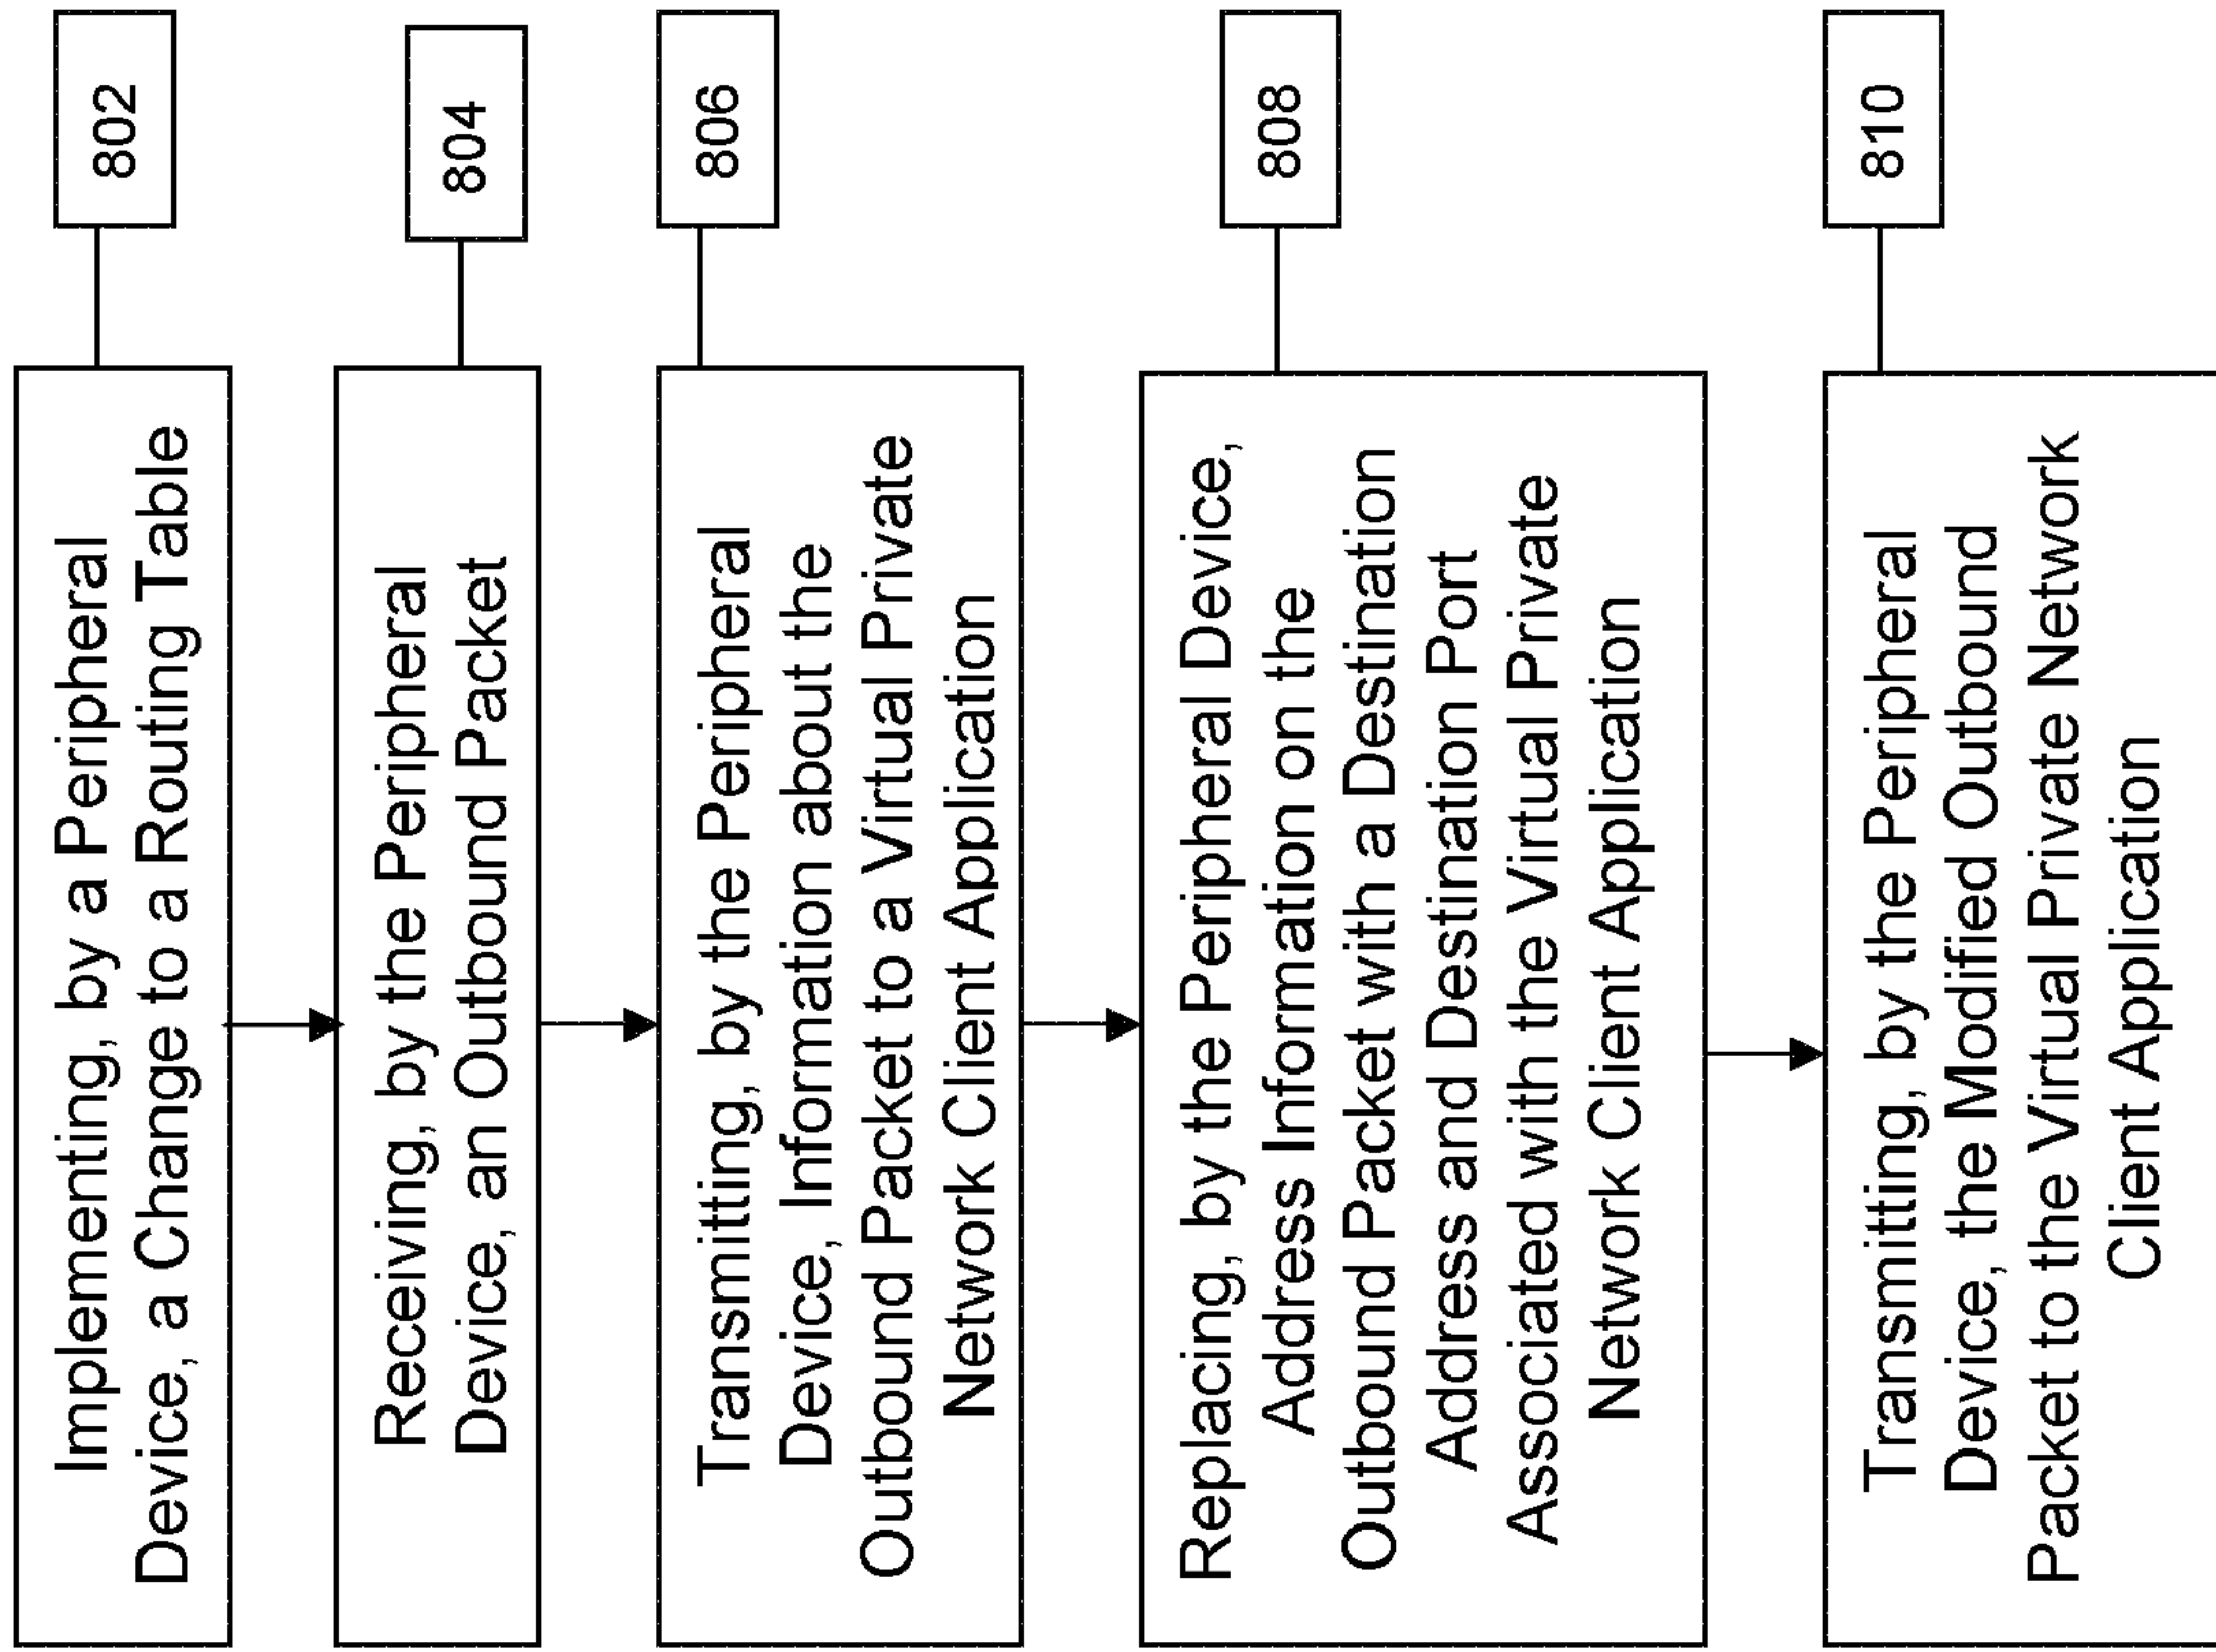 Implementing, by a Peripheral
Device, a Change to a Routing Table
802
Receiving, by the Peripheral
Device, an Outbound Packet
804
Transmitting, by the Peripheral
Device, Information about the
Outbound Packet to a Virtual Private
Network Client Application
806
Replacing, by the Peripheral Device,
Address Information on the
Outbound Packet with a Destination
Address and Destination Port
Associated with the Virtual Private
Network Client Application
808
Transmitting, by the Peripheral
Device, the Modified Outbound
Packet to the Virtual Private Network
Client Application
810